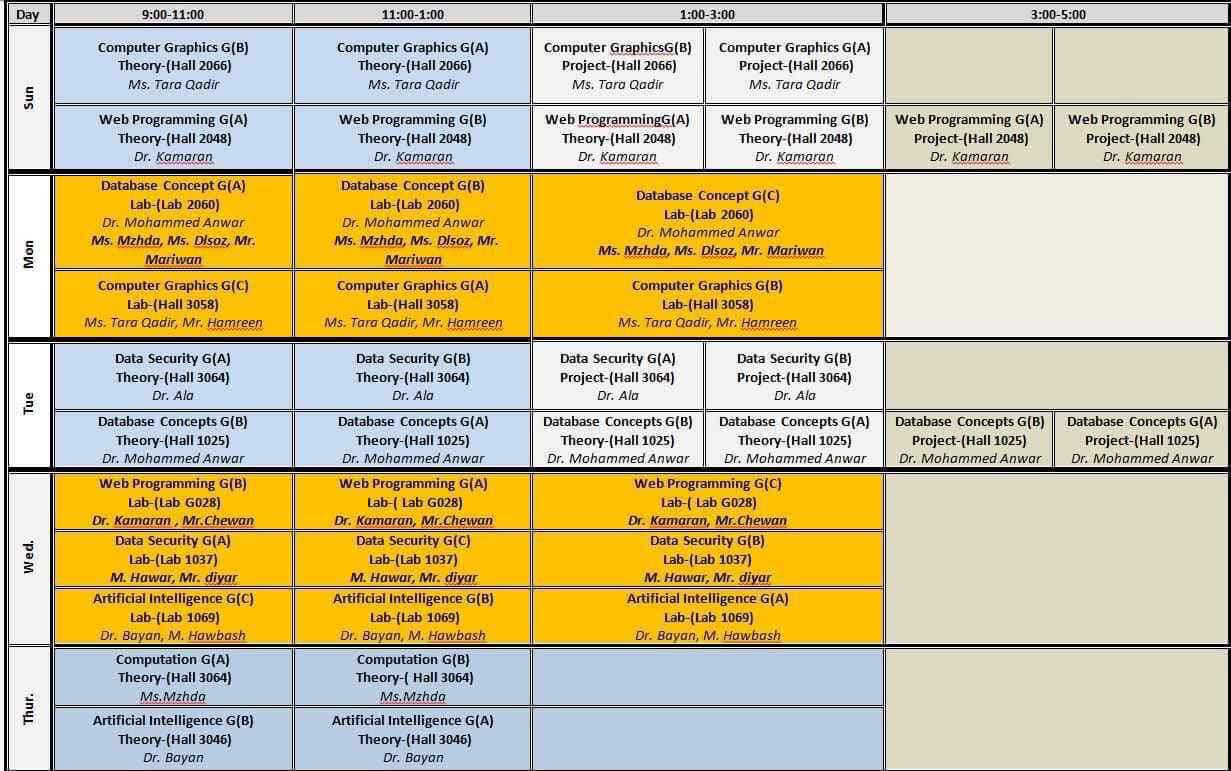 Day 9:00-11:00 11:00-1:00 1:00-3:00 3:00-5:00
Sun
Computer Graphics G(B)
Theory-(Hall 2066)
Ms. Tara Qadir
Computer Graphics G(A)
Theory-(Hall 2066)
Ms. Tara Qadir
Computer GraphicsG(B)
Project-(Hall 2066)
Ms. Tara Qadir
Computer Graphics G(A)
Project-(Hall 2066)
Ms. Tara Qadir
Web Programming G(A)
Theory-(Hall 2048)
Dr. Kamaran
Web Programming G(B)
Theory-(Hall 2048)
Dr. Kamaran
Web ProgrammingG(A)
Theory-(Hall 2048)
Dr. Kamaran
Web Programming G(B)
Theory-(Hall 2048)
Dr. Kamaran
Web Programming G(A)
Project-(Hall 2048)
Dr. Kamaran
Web Programming G(B)
Project-(Hall 2048)
Dr. Kamaran
Mon
Database Concept G(A)
Lab-(Lab 2060)
Dr. Mohammed Anwar
Ms. Mzhda, Ms. Dlsoz, Mr.
Mariwan
Database Concept G(B)
Lab-(Lab 2060)
Dr. Mohammed Anwar
Ms. Mzhda, Ms. Dlsoz, Mr.
Mariwan
Database Concept G(C)
Lab-(Lab 2060)
Dr. Mohammed Anwar
Ms. Mzhda, Ms. Dlsoz, Mr. Mariwan
Computer Graphics G(C)
Lab-(Hall 3058)
Ms. Tara Qadir, Mr. Hamreen
Computer Graphics G(A)
Lab-(Hall 3058)
Ms. Tara Qadir, Mr. Hamreen
Computer Graphics G(B)
Lab-(Hall 3058)
Ms. Tara Qadir, Mr. Hamreen
Tue
Data Security G(A)
Theory-(Hall 3064)
Dr. Ala
Data Security G(B)
Theory-(Hall 3064)
Dr. Ala
Data Security G(A)
Project-(Hall 3064)
Dr. Ala
Data Security G(B)
Project-(Hall 3064)
Dr. Ala
Database Concepts G(B)
Theory-(Hall 1025)
Dr. Mohammed Anwar
Database Concepts G(A)
Theory-(Hall 1025)
Dr. Mohammed Anwar
Database Concepts G(B)
Theory-(Hall 1025)
Dr. Mohammed Anwar
Database Concepts G(A)
Theory-(Hall 1025)
Dr. Mohammed Anwar
Database Concepts G(B)
Project-(Hall 1025)
Dr. Mohammed Anwar
Database Concepts G(A)
Project-(Hall 1025)
Dr. Mohammed Anwar
Wed.
Web Programming G(B)
Lab-(Lab G028)
Dr. Kamaran , Mr.Chewan
Web Programming G(A)
Lab-( Lab G028)
Dr. Kamaran, Mr.Chewan
Web Programming G(C)
Lab-( Lab G028)
Dr. Kamaran, Mr.Chewan
Data Security G(A)
Lab-(Lab 1037)
M. Hawar, Mr. diyar
Data Security G(C)
Lab-(Lab 1037)
M. Hawar, Mr. diyar
Data Security G(B)
Lab-(Lab 1037)
M. Hawar, Mr. diyar
Artificial Intelligence G(C)
Lab-(Lab 1069)
Dr. Bayan, M. Hawbash
Artificial Intelligence G(B)
Lab-(Lab 1069)
Dr. Bayan, M. Hawbash
Artificial Intelligence G(A)
Lab-(Lab 1069)
Dr. Bayan, M. Hawbash
Thur.
Computation G(A)
Theory-(Hall 3064)
Ms.Mzhda
Computation G(B)
Theory-( Hall 3064)
Ms.Mzhda
Artificial Intelligence G(B)
Theory-(Hall 3046)
Dr. Bayan
Artificial Intelligence G(A)
Theory-(Hall 3046)
Dr. Bayan